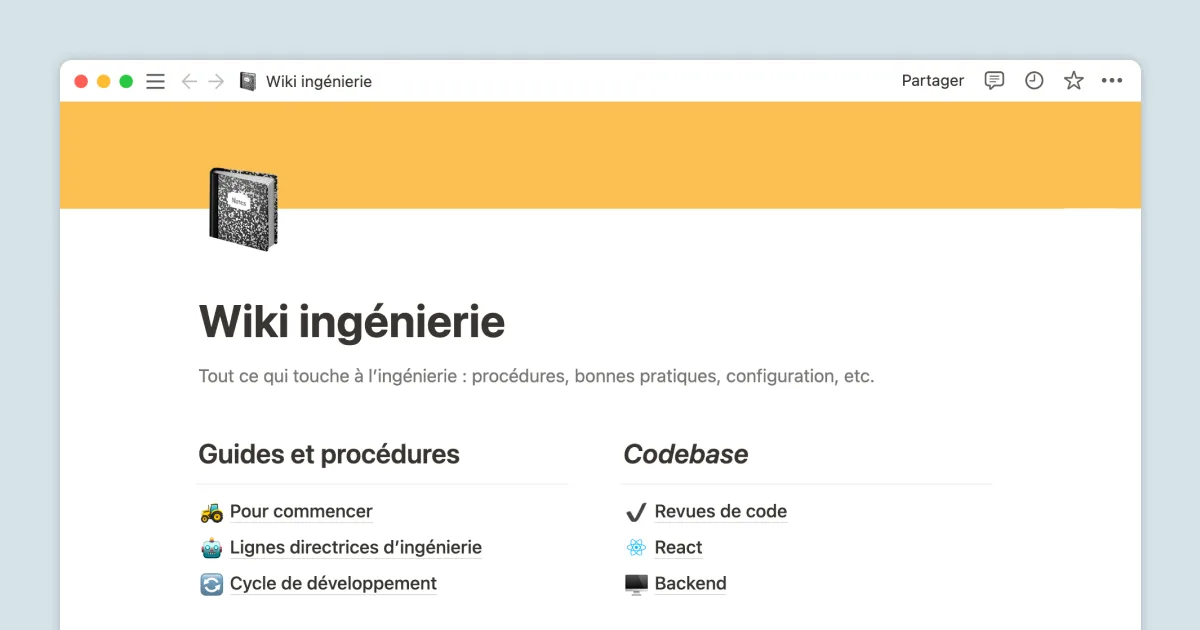 Wiki ingénierie
Partager
Notes
Wiki ingénierie
Tout ce qui touche à l’ingénierie : procédures, bonnes pratiques, configuration, etc.
Guides et procédures
Pour commencer
Lignes directrices d’ingénierie
Cycle de développement
Codebase
Revues de code
React
Backend